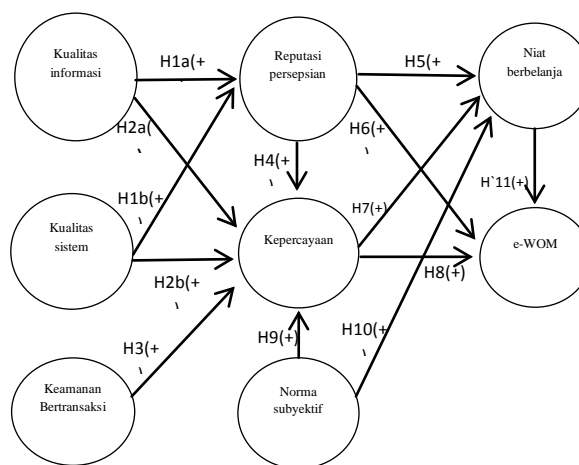 Kualitas
informasi
H1a(+
Reputasi
persepsian
H5(+
Niat
berbelanja
H2a(
H6(+
H4(+
H`11(+)
H1b(+
H7(+)
Kualitas
sistem
Kepercayaan
e-WOM
H2b(+
H8(+)
H3(+
H9(+)
H10(+
Keamanan
Bertransaksi
Norma
subyektif